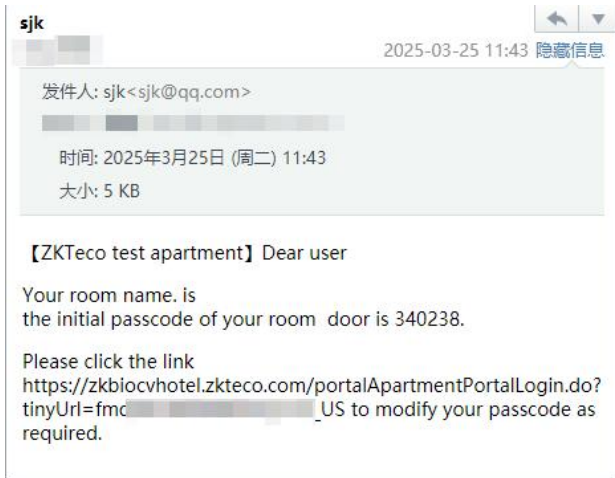 sjk
2025-03-25 11:43 隐藏信息
发件人: sjk<sjk@qq.com>
时间: 2025年3月25日 (周二) 11:43
大小: 5 KB
【ZKTeco test apartment】Dear user
Your room name. is
the initial passcode of your room door is 340238.
Please click the link
https://zkbiocvhotel.zkteco.com/portalApartmentPortalLogin.do?
tinyUrl=fmc _US to modify your passcode as
required.